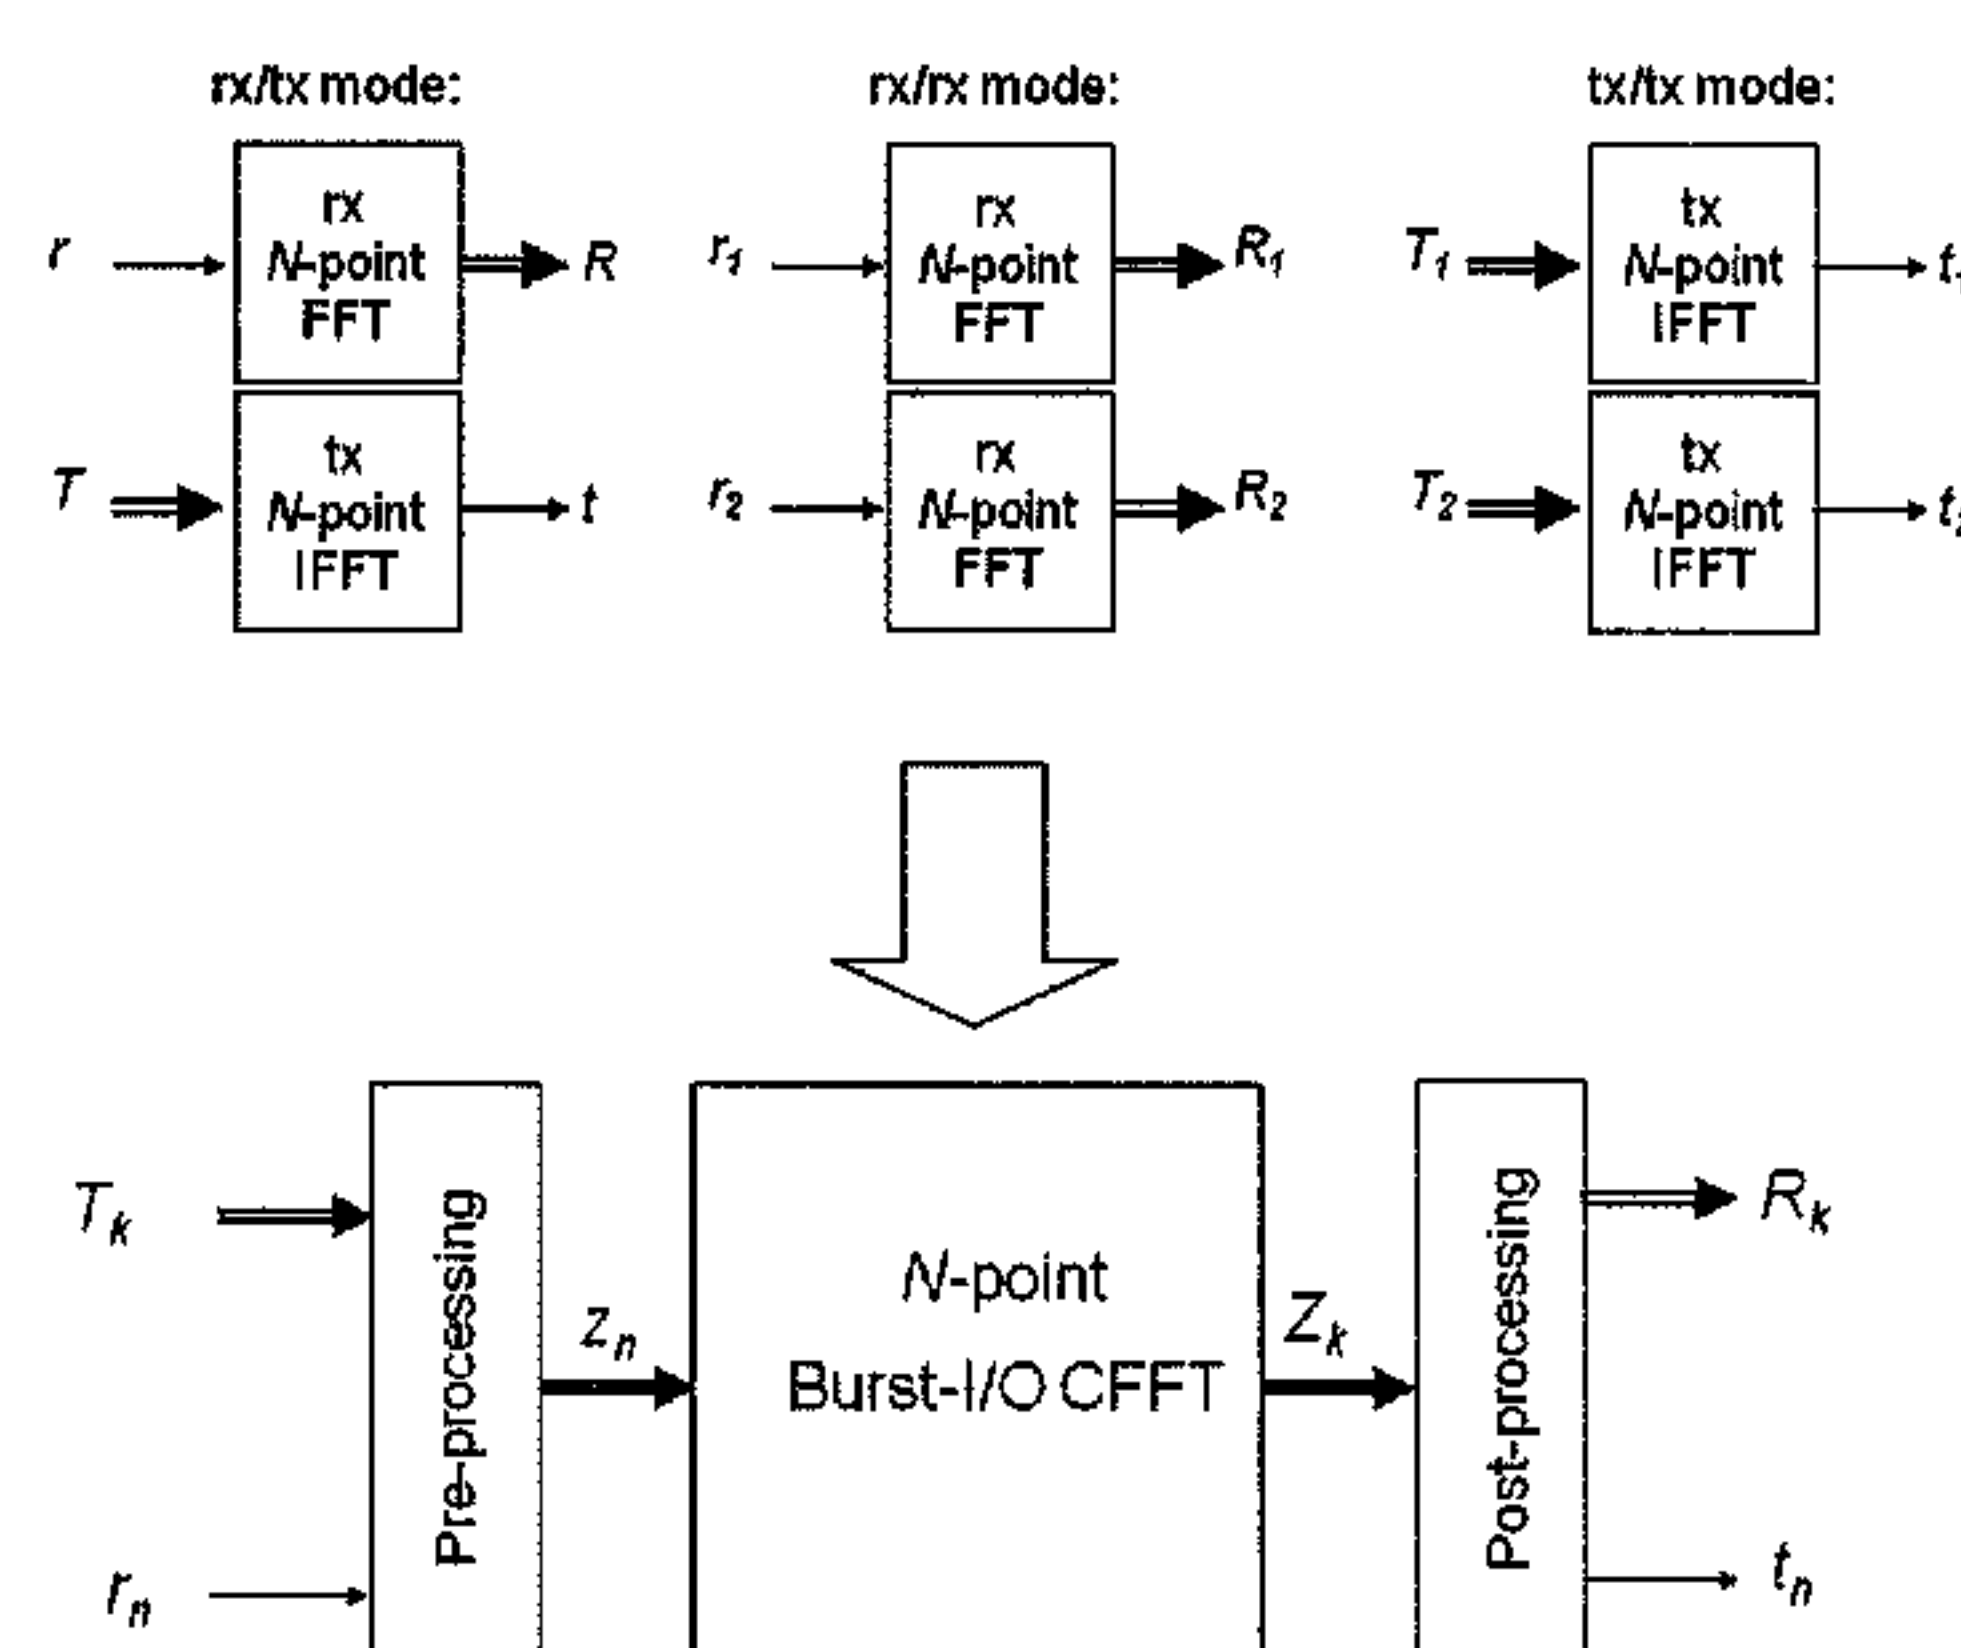 rx/tx mode:
rx/rx mode:
tx/tx mode:
r
rx
N-point
FFT
R
T
tx
N-point
IFFT
t
r1
rx
N-point
FFT
R1
r2
rx
N-point
FFT
R2
T1
tx
N-point
IFFT
t1
T2
tx
N-point
IFFT
t2
Tk
rn
Pre-processing
zn
N-point
Burst-I/O CFFT
Zk
Post-processing
Rk
tn